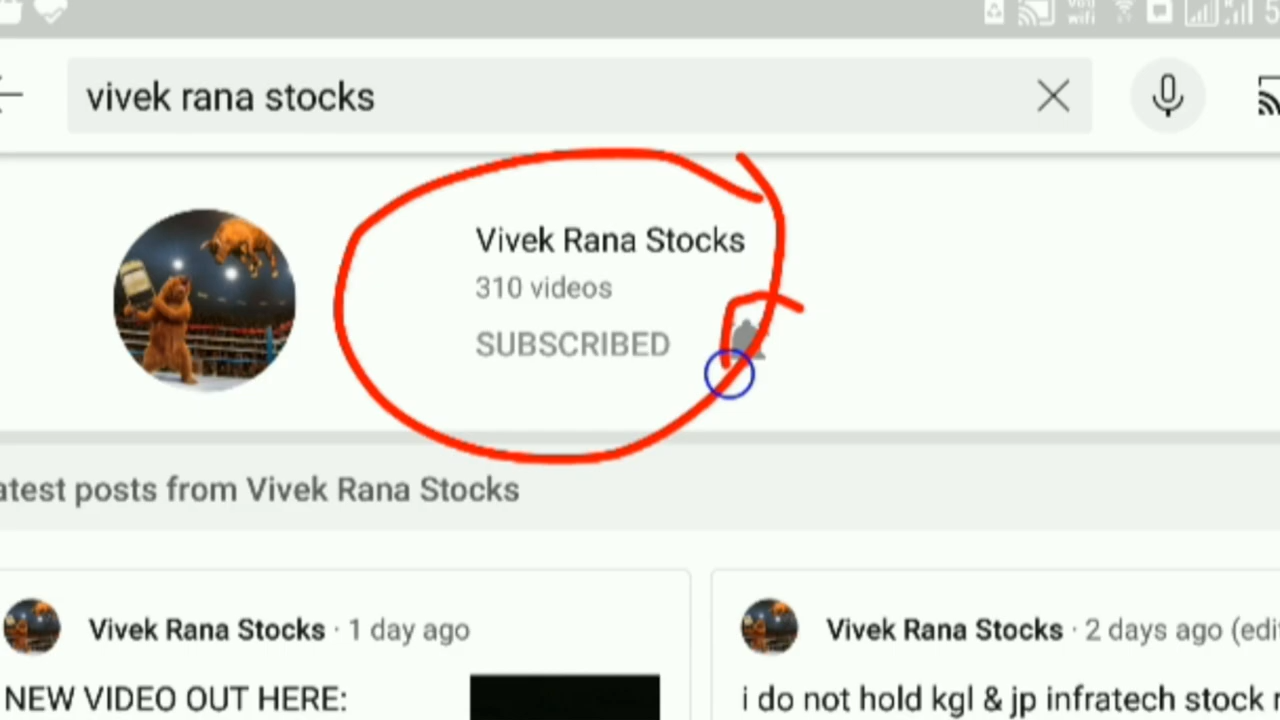 vivek rana stocks
Vivek Rana Stocks
310 videos
SUBSCRIBED
atest posts from Vivek Rana Stocks
Vivek Rana Stocks · 1 day ago
NEW VIDEO OUT HERE:
Vivek Rana Stocks · 2 days ago (edi
i do not hold kgl & jp infratech stock